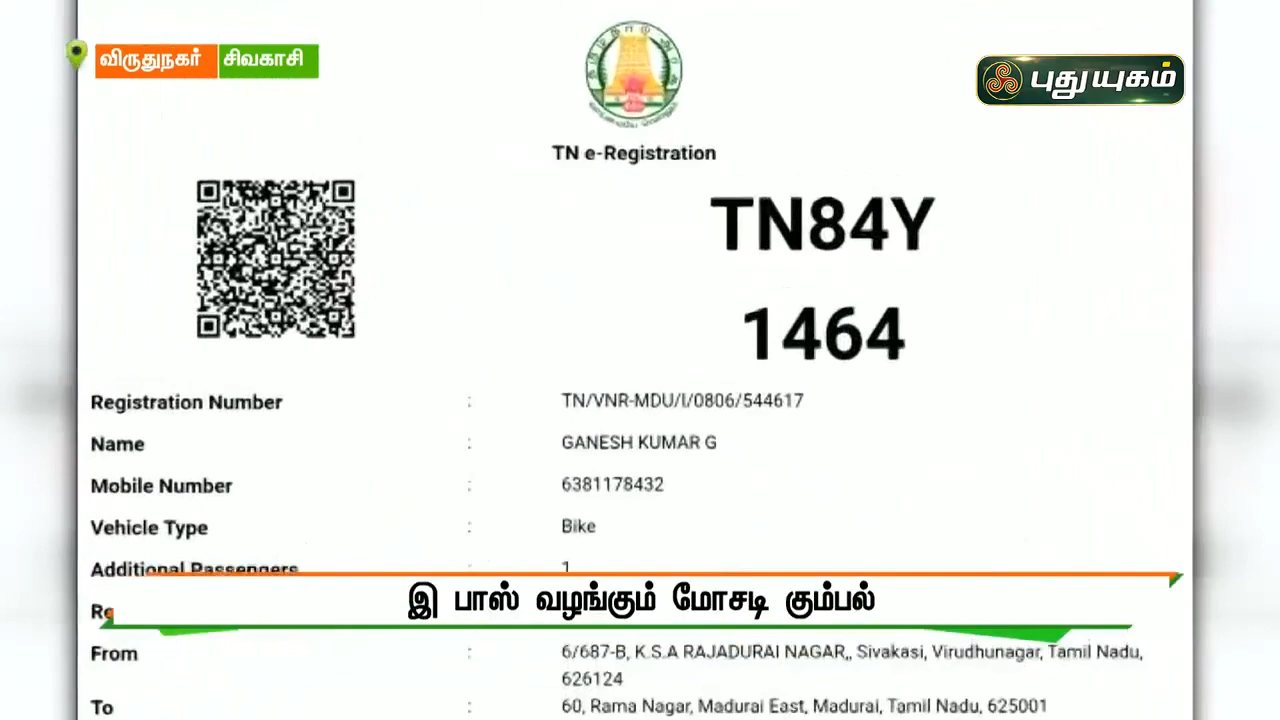 விருதுநகர் சிவகாசி
புதுயுகம்
TN e-Registration
TN84Y
1464
Registration Number : TN/VNR-MDU/I/0806/544617
Name : GANESH KUMAR G
Mobile Number : 6381178432
Vehicle Type : Bike
Additional Passengers : 1
இ பாஸ் வழங்கும் மோசடி கும்பல்
From : 6/687-B, K.S.A RAJADURAI NAGAR,, Sivakasi, Virudhunagar, Tamil Nadu,
626124
To : 60, Rama Nagar, Madurai East, Madurai, Tamil Nadu, 625001